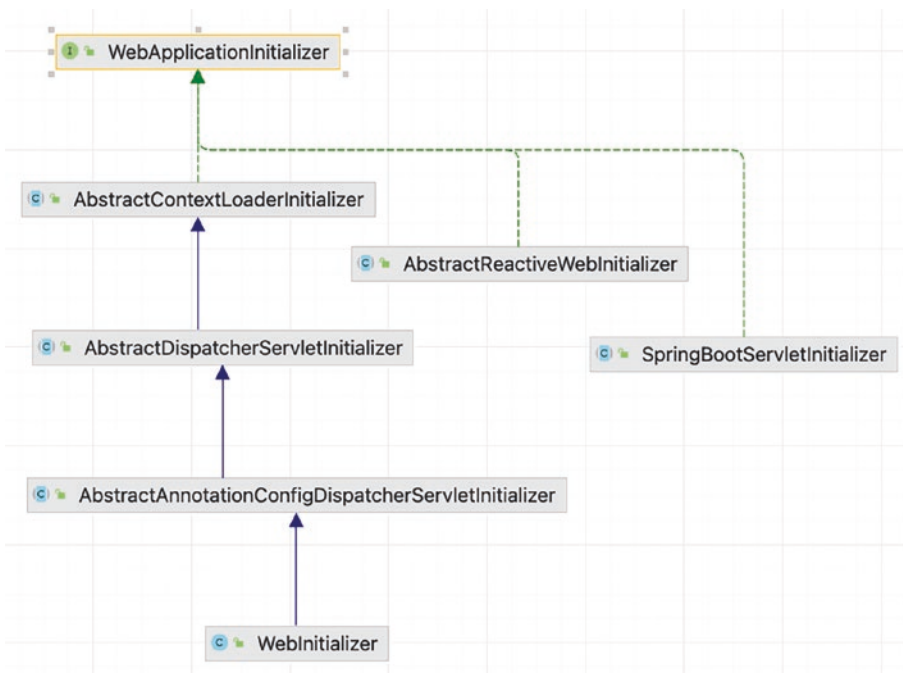 WebApplicationInitializer
AbstractContextLoaderInitializer
AbstractReactiveWebInitializer
AbstractDispatcherServletInitializer
SpringBootServletInitializer
AbstractAnnotationConfigDispatcherServletInitializer
WebInitializer